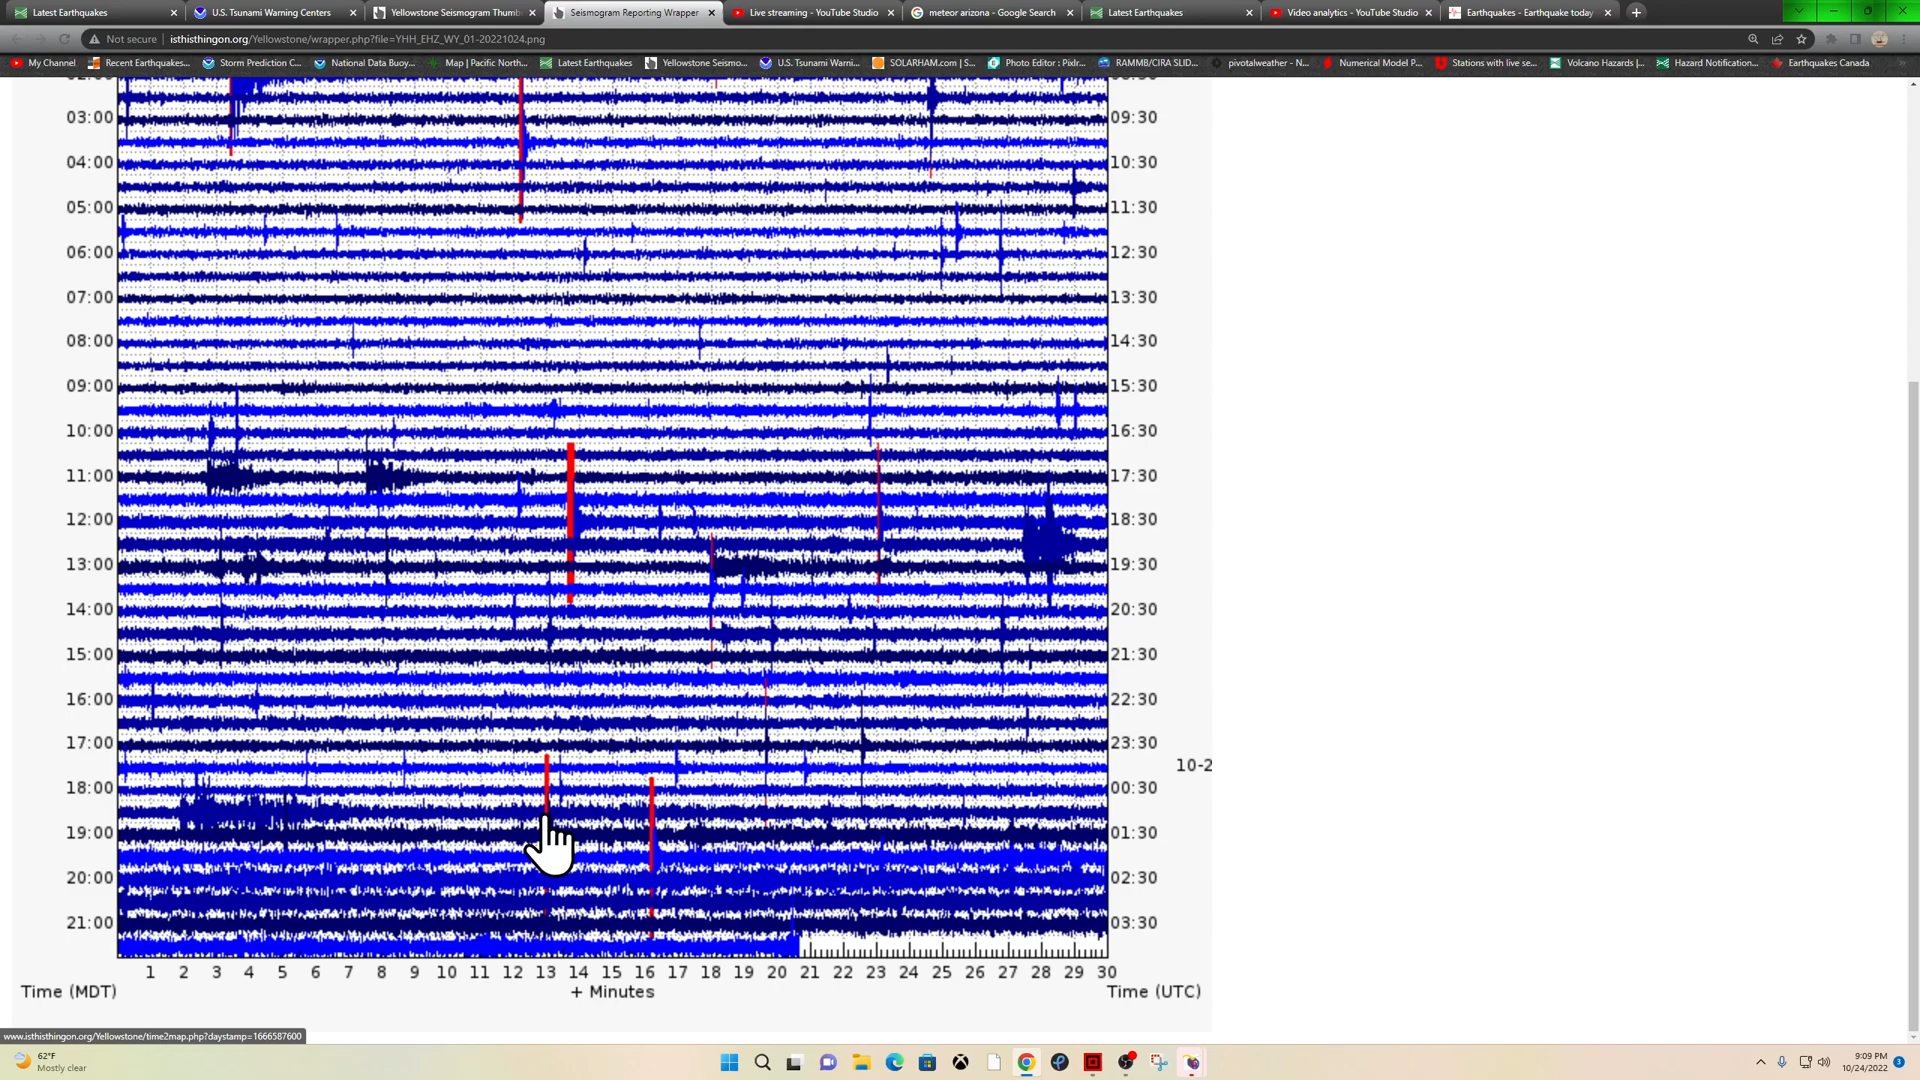 Latest Earthquakes
U.S. Tsunami Warning Centers
Yellowstone Seismogram Thumb
Seismogram Reporting Wrapper
Live streaming - YouTube Studio
meteor arizona - Google Search
Latest Earthquakes
Video analytics - YouTube Studio
Earthquakes - Earthquake today
Not secure
isthisthingon.org/Yellowstone/wrapper.php?file=YHH_EHZ_WY_01-20221024.png
My Channel
Recent Earthquakes...
Storm Prediction C...
National Data Buoy...
Map | Pacific North...
Latest Earthquakes
Yellowstone Seismo...
U.S. Tsunami Warni...
SOLARHAM.com | S...
Photo Editor : Pixlr...
RAMMB/CIRA SLID...
pivotalweather - N...
Numerical Model P...
Stations with live se...
Volcano Hazards |...
Hazard Notification...
Earthquakes Canada
03:00 09:30
04:00 10:30
05:00 11:30
06:00 12:30
07:00 13:30
08:00 14:30
09:00 15:30
10:00 16:30
11:00 17:30
12:00 18:30
13:00 19:30
14:00 20:30
15:00 21:30
16:00 22:30
17:00 23:30
10-2
18:00 00:30
19:00 01:30
20:00 02:30
21:00 03:30
1 2 3 4 5 6 7 8 9 10 11 12 13 14 15 16 17 18 19 20 21 22 23 24 25 26 27 28 29 30
Time (MDT) + Minutes Time (UTC)
www.isthisthingon.org/Yellowstone/time2map.php?daystamp=1666587600
62°F
Mostly clear
9:09 PM
10/24/2022
3